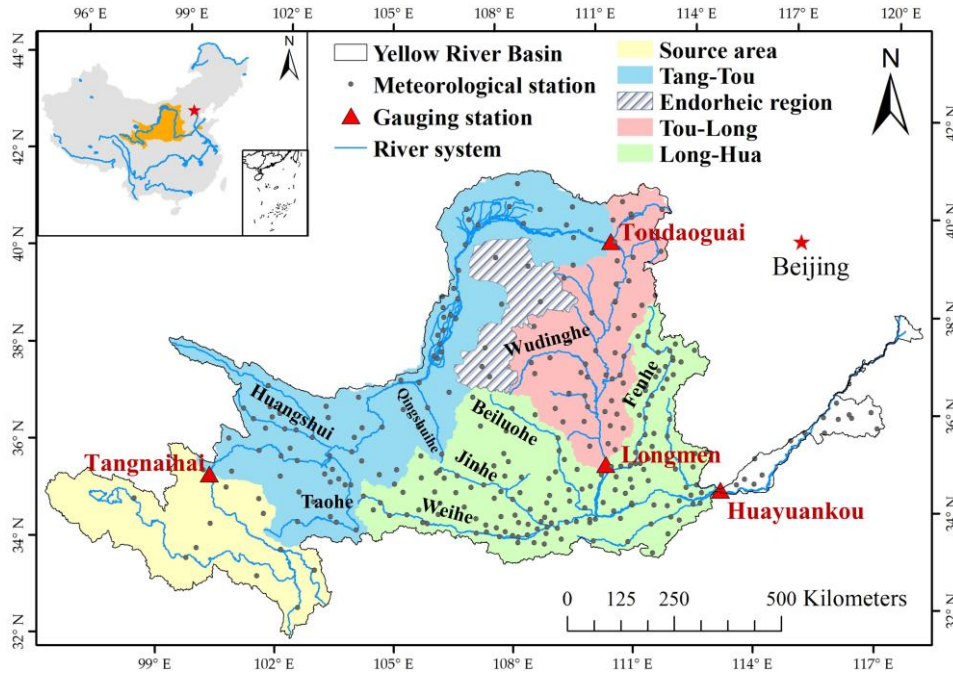 96° E
99° E
102° E
105° E
108° E
111° E
114° E
117° E
120° E
44° N
42° N
40° N
38° N
36° N
34° N
32° N
N
Yellow River Basin
Meteorological station
Gauging station
River system
Source area
Tang-Tou
Endorheic region
Tou-Long
Long-Hua
N
42° N
40° N
38° N
36° N
34° N
32° N
Toudaoguai
Beijing
Wudinghe
Fenhe
Huangshui
Qingshuihe
Beiluohe
Tangnaihai
Jinhe
Longmen
Taohe
Weihe
Huayuankou
0 125 250 500 Kilometers
99° E
102° E
105° E
108° E
111° E
114° E
117° E